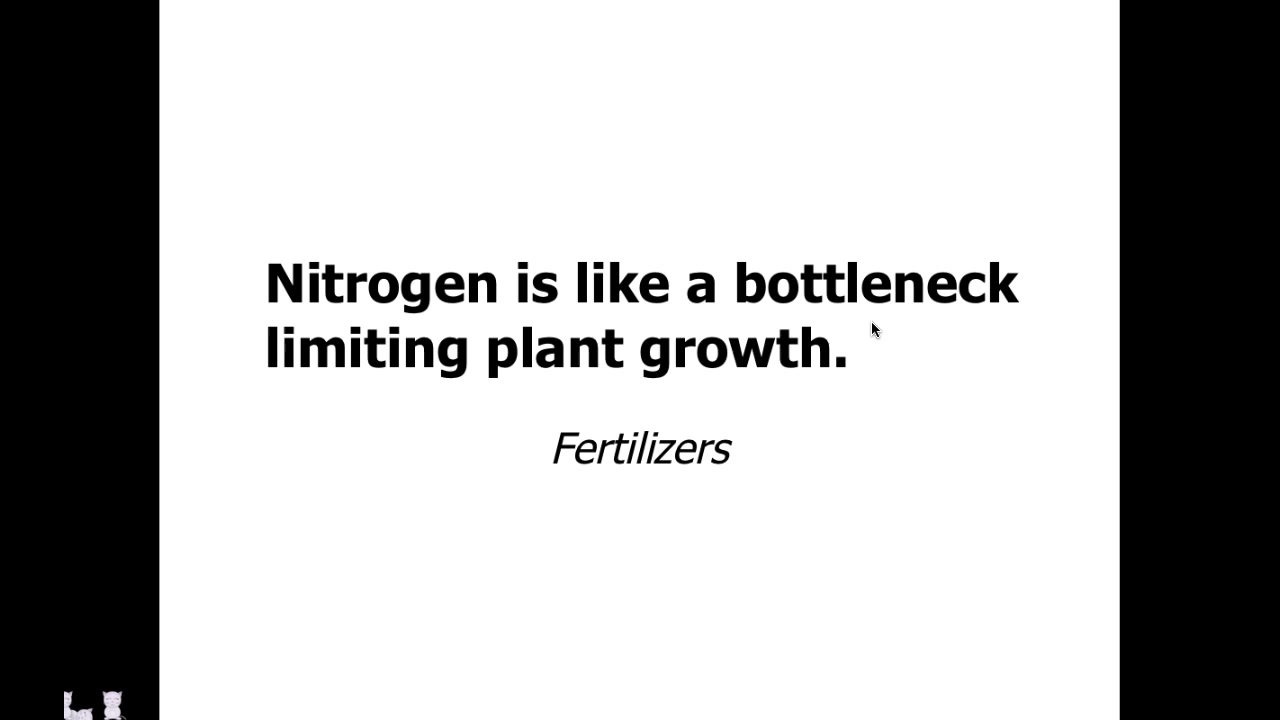 Nitrogen is like a bottleneck
limiting plant growth.
Fertilizers